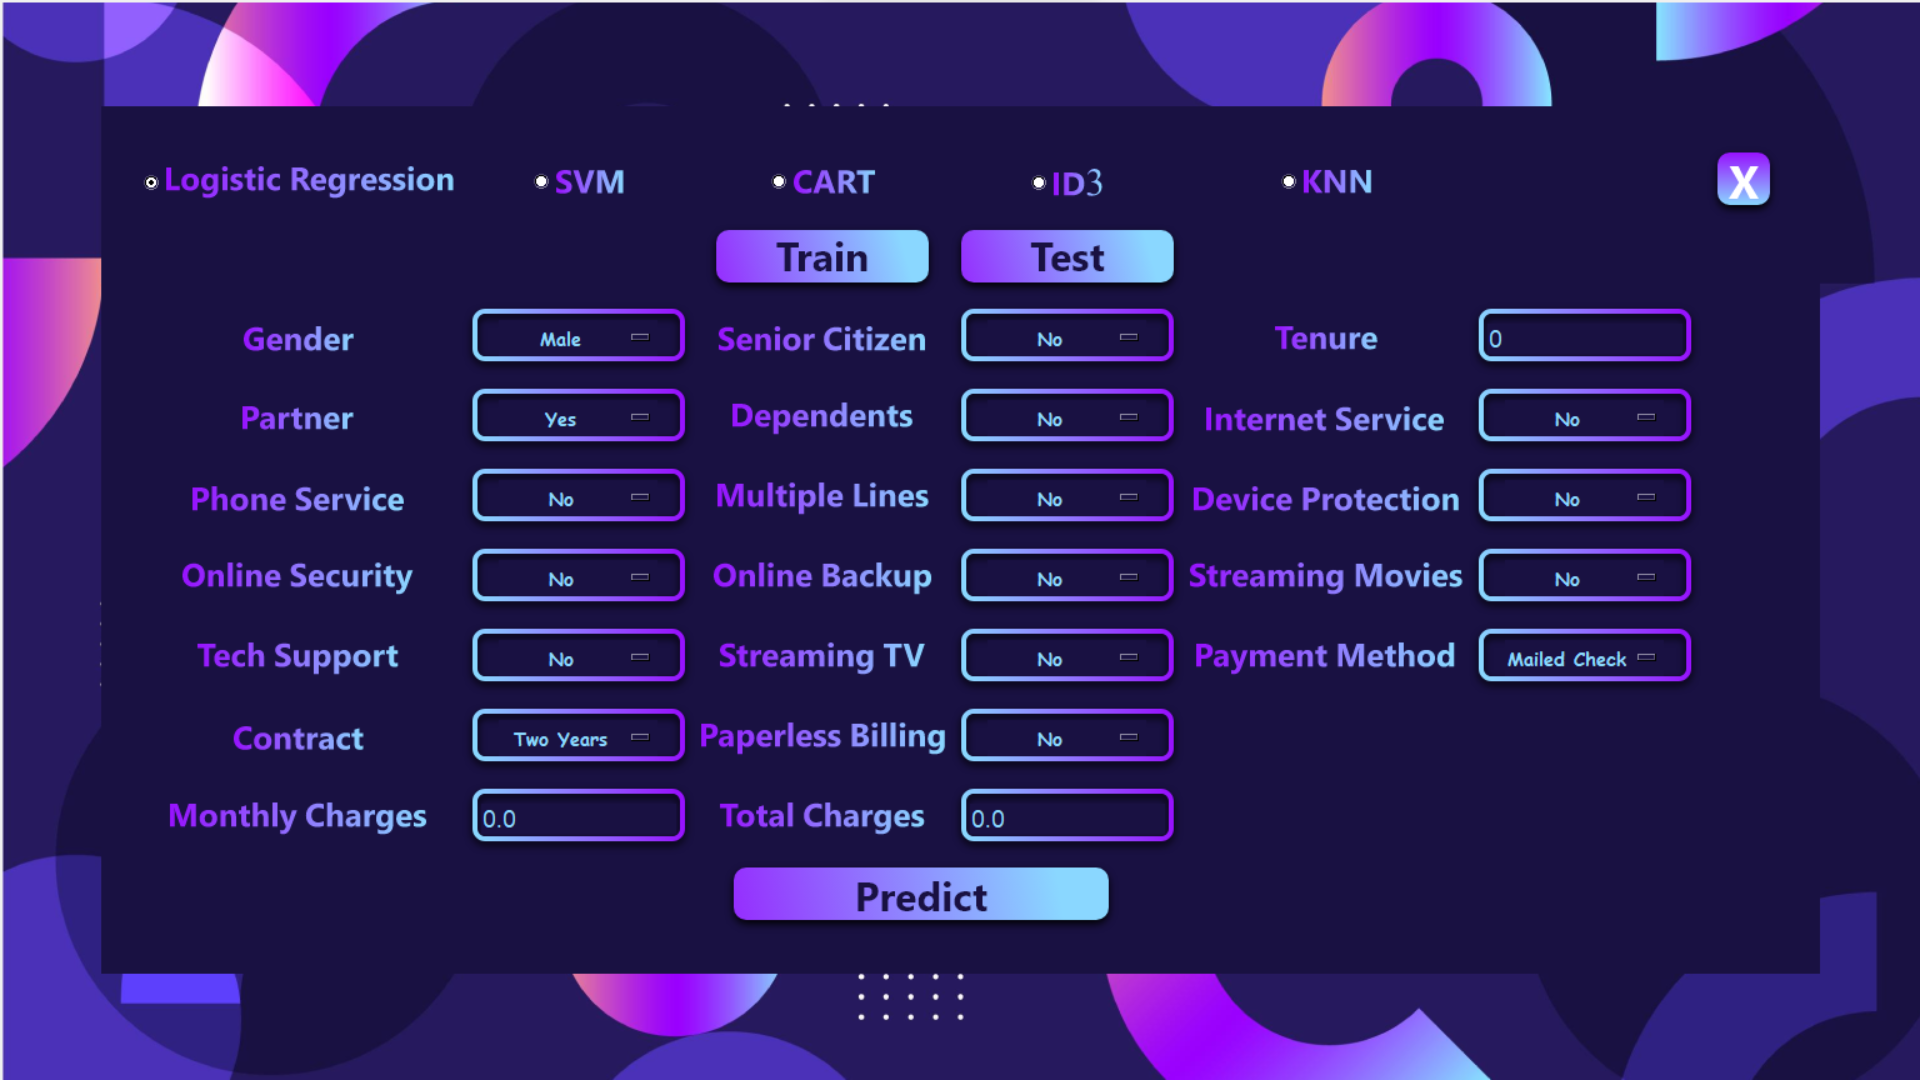 Logistic Regression SVM CART ID3 KNN X
Train Test
Gender Male Senior Citizen No Tenure 0
Partner Yes Dependents No Internet Service No
Phone Service No Multiple Lines No Device Protection No
Online Security No Online Backup No Streaming Movies No
Tech Support No Streaming TV No Payment Method Mailed Check
Contract Two Years Paperless Billing No
Monthly Charges 0.0 Total Charges 0.0
Predict